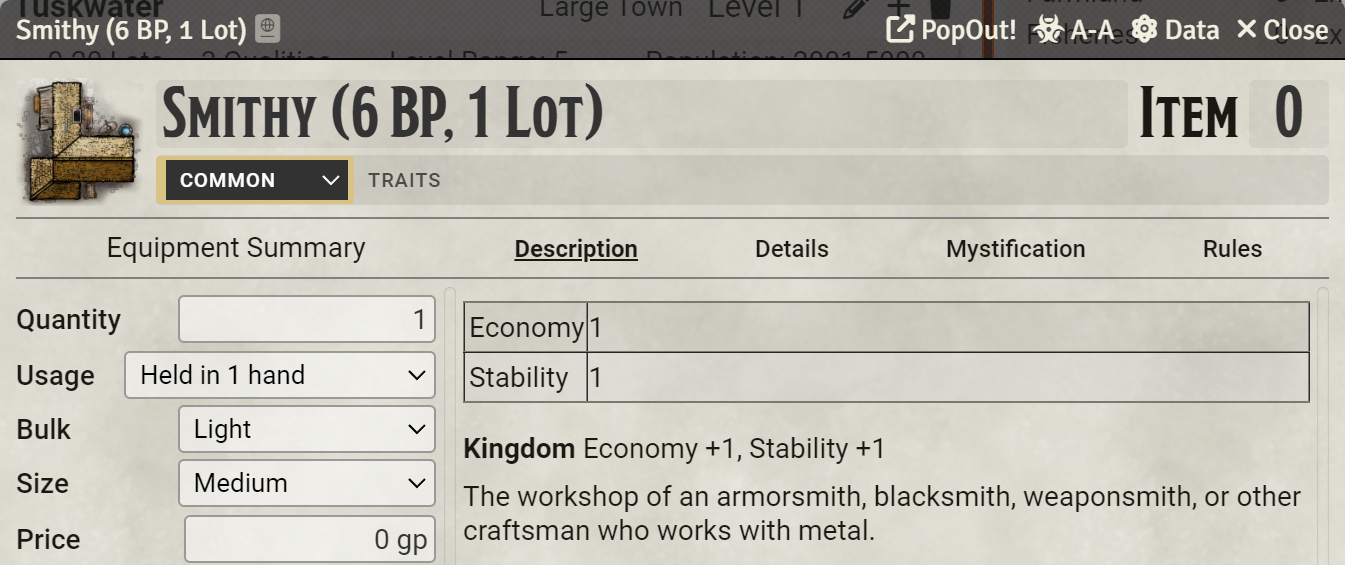 Tuskwater Large Town Level 1
Smithy (6 BP, 1 Lot) PopOut! A-A Data Close
Smithy (6 BP, 1 Lot) Item 0
COMMON TRAITS
Equipment Summary Description Details Mystification Rules
Quantity 1
Usage Held in 1 hand
Bulk Light
Size Medium
Price 0 gp
Economy 1
Stability 1
Kingdom Economy +1, Stability +1
The workshop of an armorsmith, blacksmith, weaponsmith, or other
craftsman who works with metal.